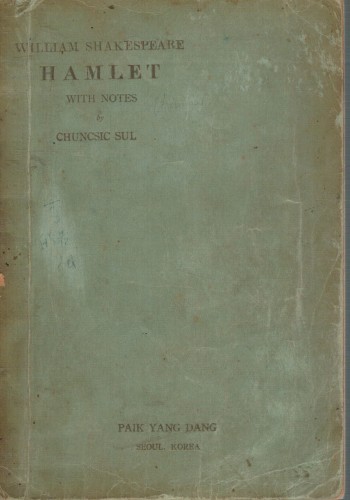 WILLIAM SHAKESPEARE
HAMLET
WITH NOTES
CHUNCSIC SUL
PAIK YANG DANG
SEOUL, KOREA